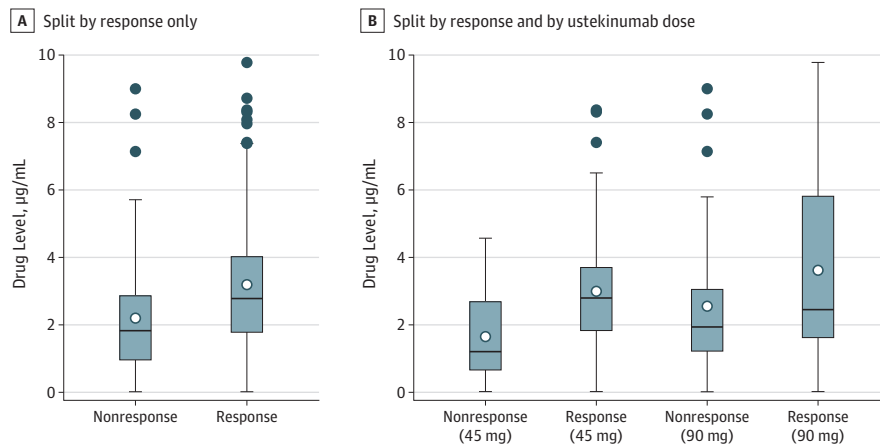 A Split by response only
10
8
6
4
2
0
Drug Level, µg/mL
Nonresponse
Response
B Split by response and by ustekinumab dose
10
8
6
4
2
0
Drug Level, µg/mL
Nonresponse
(45 mg)
Response
(45 mg)
Nonresponse
(90 mg)
Response
(90 mg)